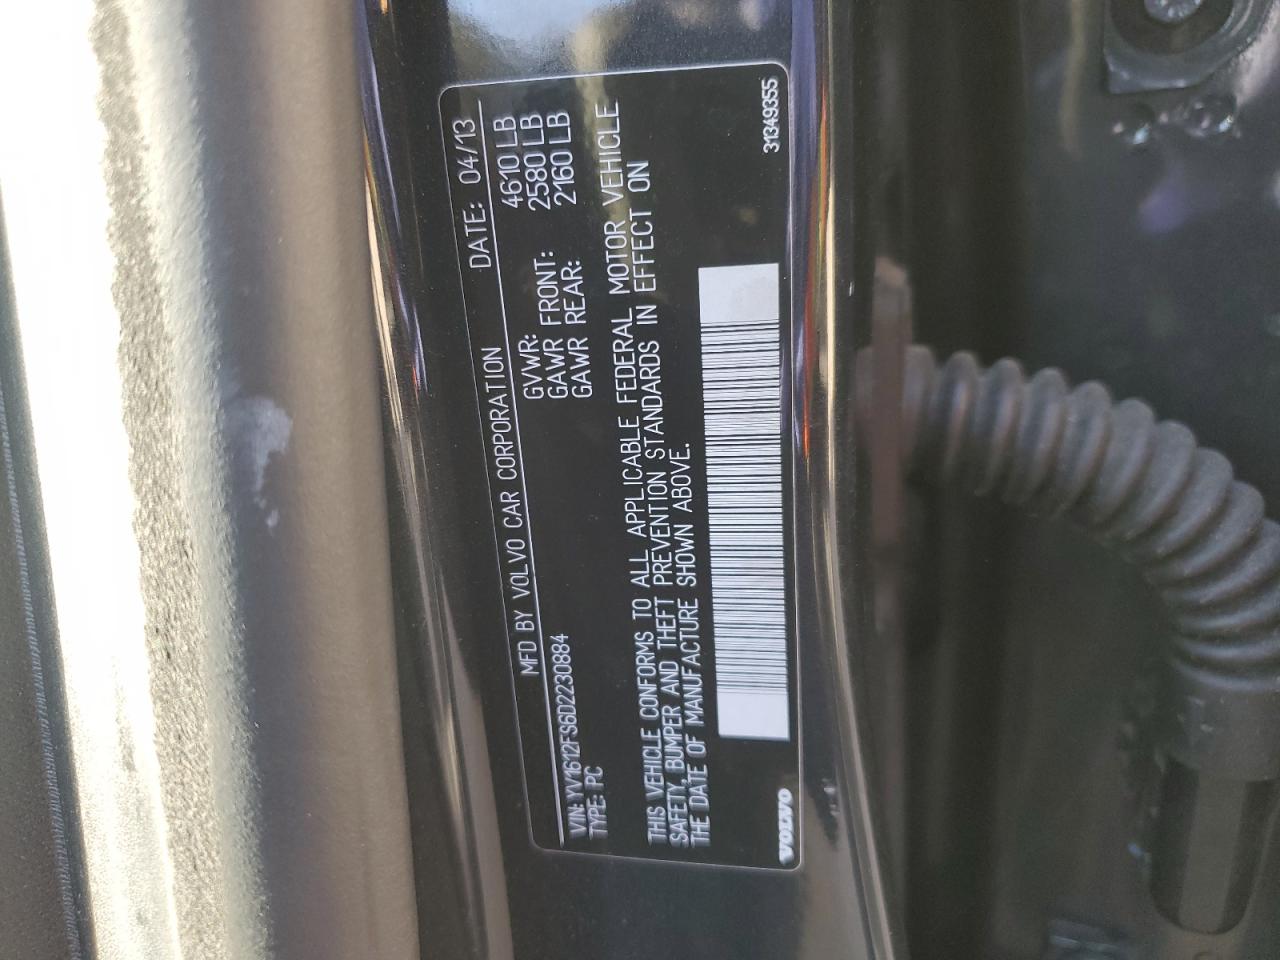 MFD BY VOLVO CAR CORPORATION DATE: 04/13
GVWR: 4610 LB
GAWR FRONT: 2580 LB
GAWR REAR: 2160 LB
VIN: YV1612FS6D2230884
TYPE: PC
THIS VEHICLE CONFORMS TO ALL APPLICABLE FEDERAL MOTOR VEHICLE
SAFETY, BUMPER AND THEFT PREVENTION STANDARDS IN EFFECT ON
THE DATE OF MANUFACTURE SHOWN ABOVE.
VOLVO 31349355